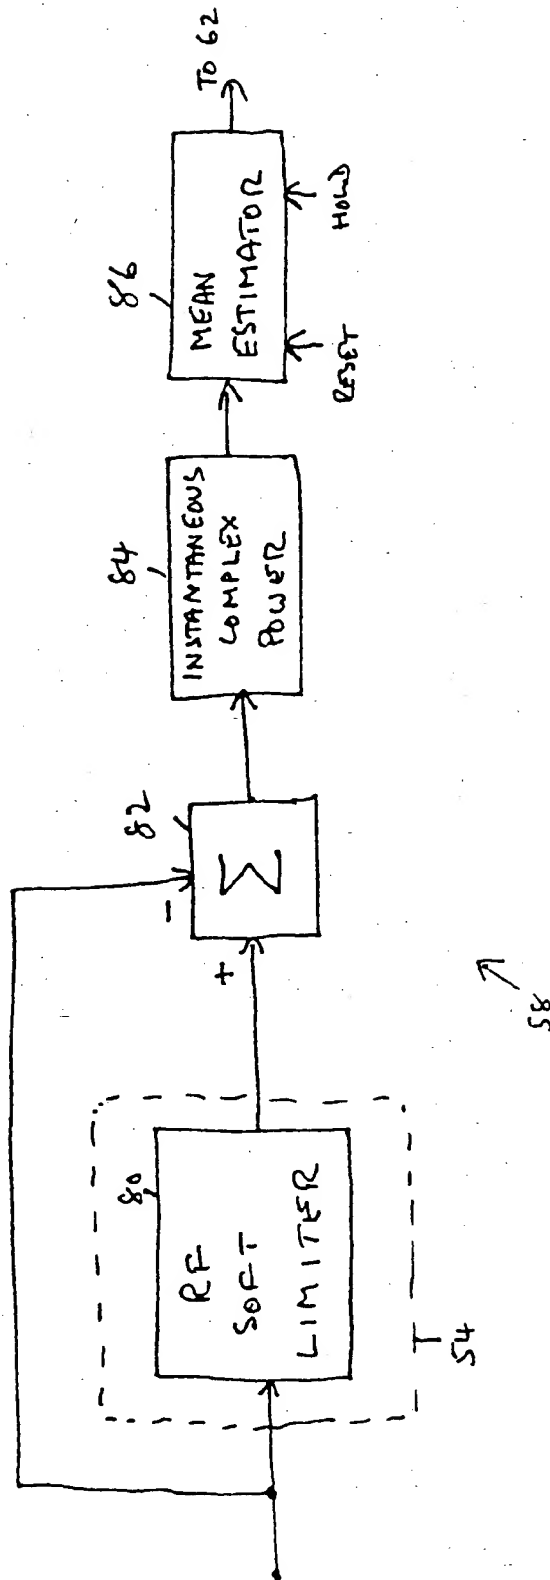 80
RF
SOFT
LIMITER
54
+
-
82
Σ
84
INSTANTANEOUS
COMPLEX
POWER
86
MEAN
ESTIMATOR
RESET
HOLD
TO 62
58